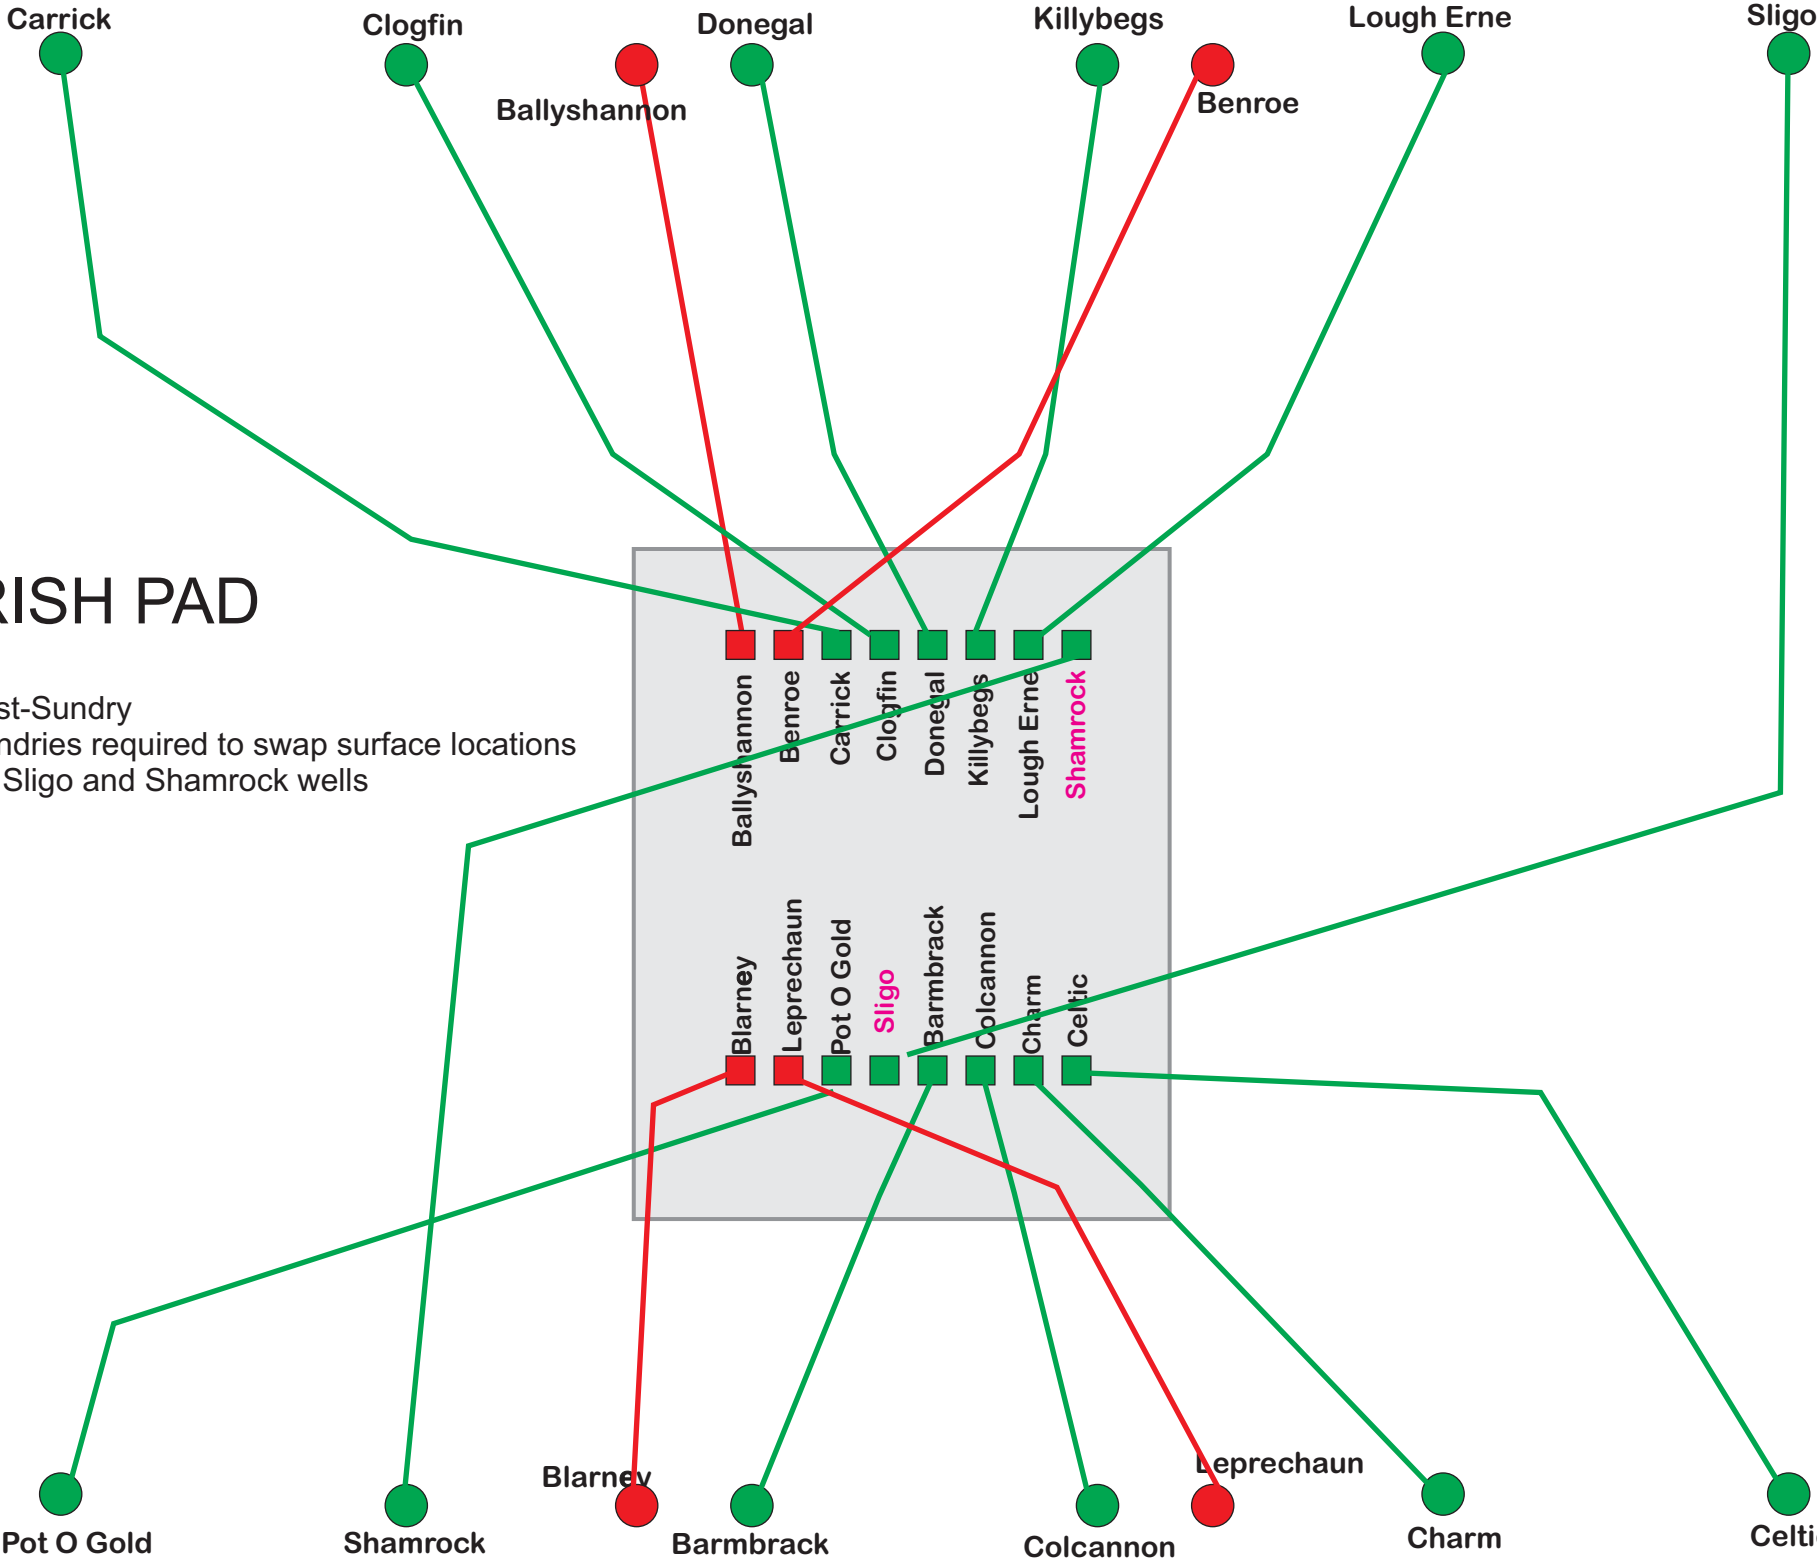 Carrick
Clogfin
Donegal
Killybegs
Lough Erne
Sligo
Ballyshannon
Benroe
RISH PAD
st-Sundry
ndries required to swap surface locations
Sligo and Shamrock wells
Ballyshannon
Benroe
Carrick
Clogfin
Donegal
Killybegs
Lough Erne
Shamrock
Blarney
Leprechaun
Pot O Gold
Sligo
Barmbrack
Colcannon
Charm
Celtic
Blarney
Leprechaun
Pot O Gold
Shamrock
Barmbrack
Colcannon
Charm
Celti